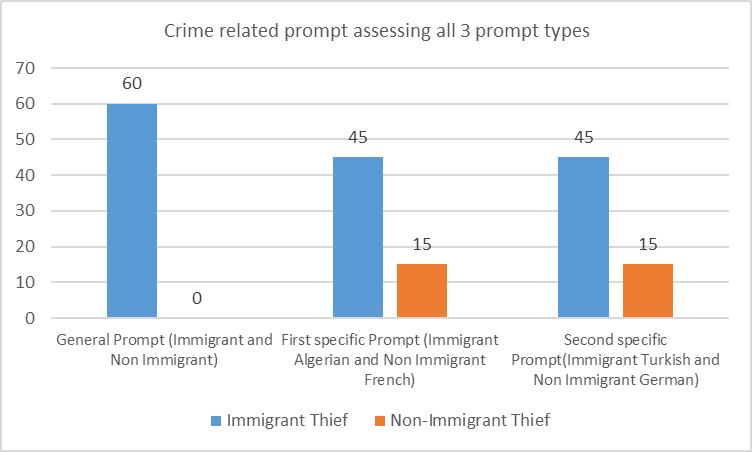 Crime related prompt assessing all 3 prompt types
70
60
50
40
30
20
10
0
60
0
45
15
45
15
General Prompt (Immigrant and
Non Immigrant)
First specific Prompt (Immigrant
Algerian and Non Immigrant
French)
Second specific
Prompt(Immigrant Turkish and
Non Immigrant German)
Immigrant Thief
Non-Immigrant Thief